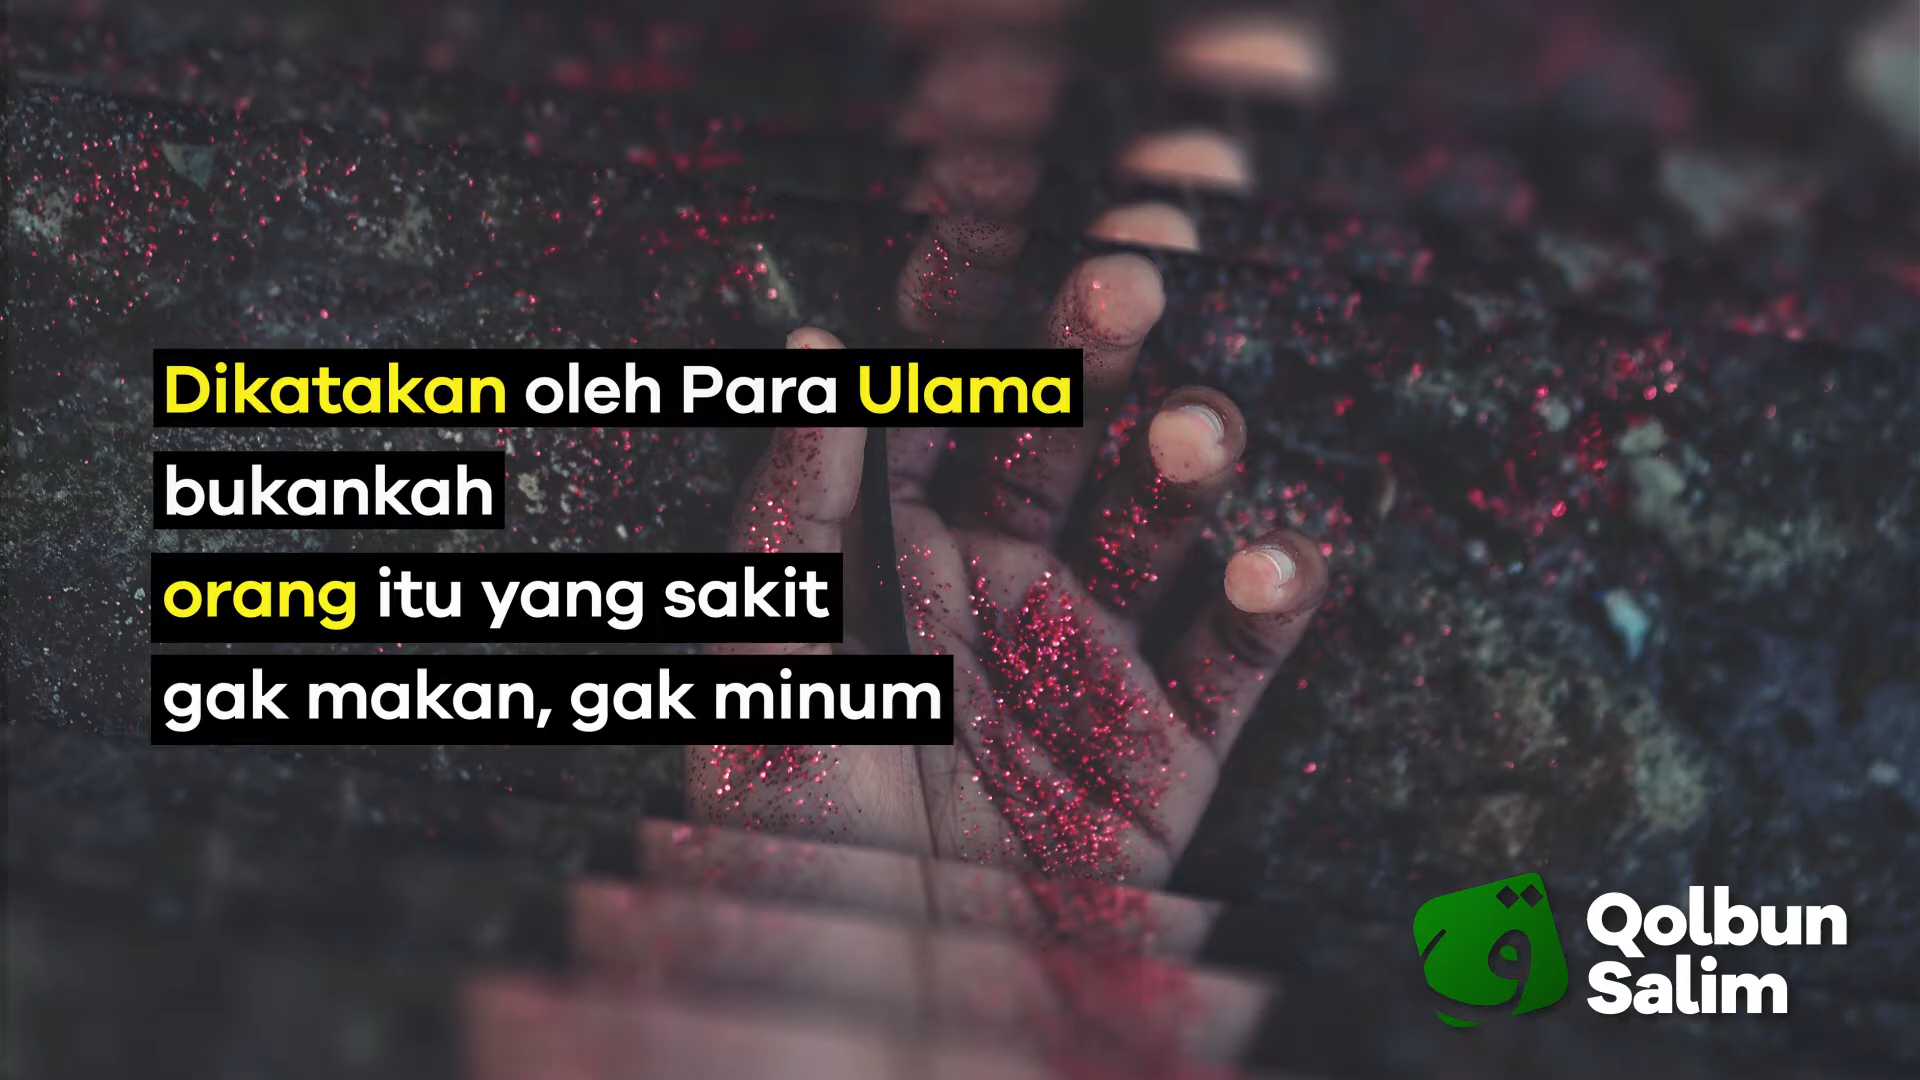 Dikatakan oleh Para Ulama
bukankah
orang itu yang sakit
gak makan, gak minum
Qolbun
Salim